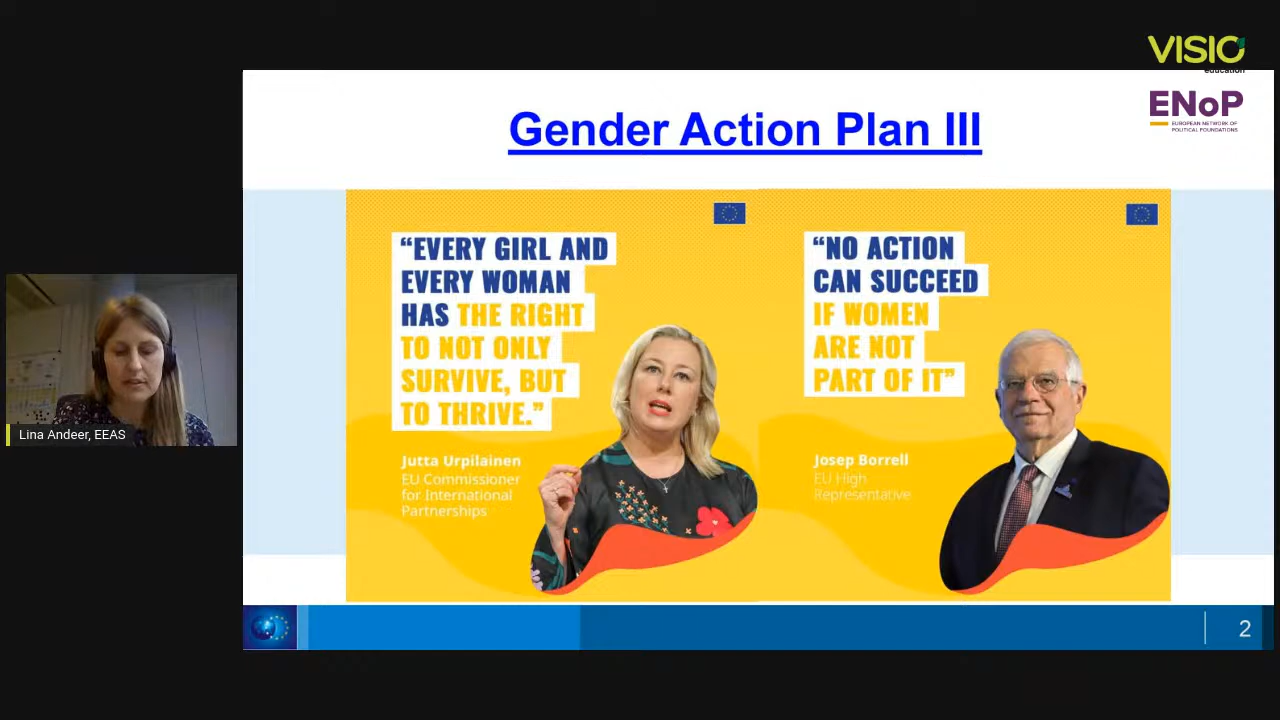 VISIO
education
ENoP
EUROPEAN NETWORK OF
POLITICAL FOUNDATIONS
Gender Action Plan III
“EVERY GIRL AND
EVERY WOMAN
HAS THE RIGHT
TO NOT ONLY
SURVIVE, BUT
TO THRIVE.”
Jutta Urpilainen
EU Commissioner
for International
Partnerships
“NO ACTION
CAN SUCCEED
IF WOMEN
ARE NOT
PART OF IT”
Josep Borrell
EU High
Representative
Lina Andeer, EEAS
2